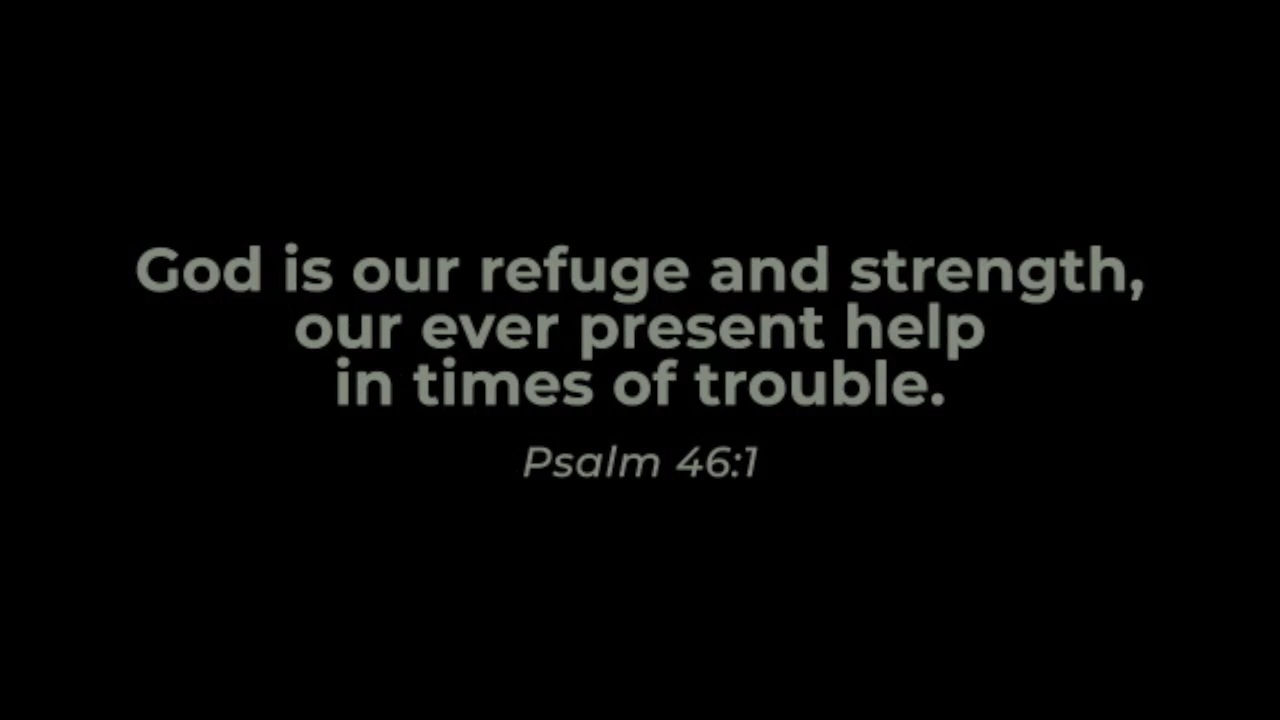 God is our refuge and strength,
our ever present help
in times of trouble.
Psalm 46:1